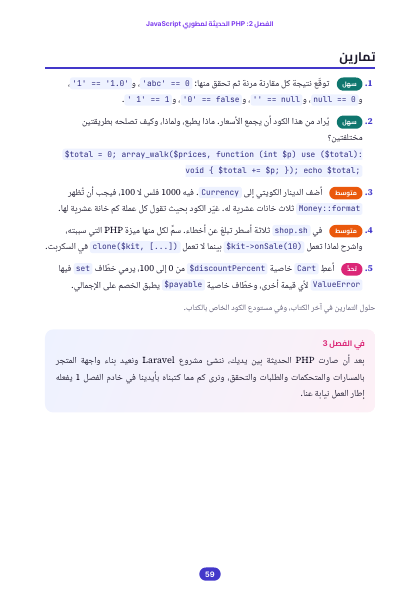 الفصل 2: PHP الحديثة لمطوري JavaScript
تمارين
1. سهل توقّع نتيجة كل مقارنة مرنة ثم تحقق منها: 'abc' == 0، و '1' == '1.0'،
و null == 0، و '' == null، و '0' == false، و 1 == '1 '.
2. سهل يُراد من هذا الكود أن يجمع الأسعار. ماذا يطبع، ولماذا، وكيف تصلحه بطريقتين
مختلفتين؟
$total = 0; array_walk($prices, function (int $p) use ($total):
void { $total += $p; }); echo $total;
3. متوسط أضف الدينار الكويتي إلى Currency. فيه 1000 فلس لا 100، فيجب أن تُظهر
Money::format ثلاث خانات عشرية له. غيّر الكود بحيث تقول كل عملة كم خانة عشرية لها.
4. متوسط في shop.sh ثلاثة أسطر تبلغ عن أخطاء. سمِّ لكل منها ميزة PHP التي سببته،
واشرح لماذا تعمل $kit->onSale(10) بينما لا تعمل clone($kit, [...]) في السكربت.
5. تحدٍّ أعطِ Cart خاصية $discountPercent من 0 إلى 100، يرمي خطّاف set فيها
ValueError لأي قيمة أخرى، وخطّاف خاصية $payable يطبق الخصم على الإجمالي.
حلول التمارين في آخر الكتاب، وفي مستودع الكود الخاص بالكتاب.
في الفصل 3
بعد أن صارت PHP الحديثة بين يديك، ننشئ مشروع Laravel ونعيد بناء واجهة المتجر
بالمسارات والمتحكمات والطلبات والتحقق، ونرى كم مما كتبناه بأيدينا في خادم الفصل 1 يفعله
إطار العمل نيابة عنا.
59